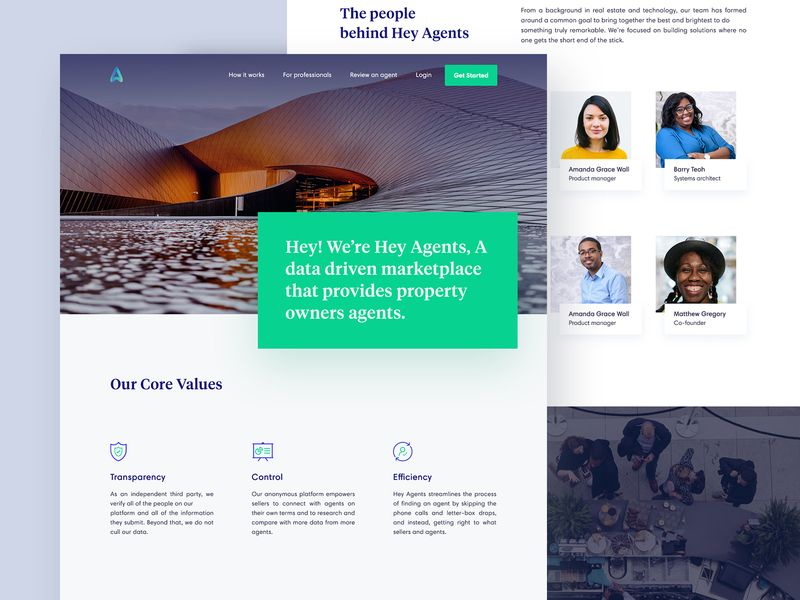 The people
behind Hey Agents
From a background in real estate and technology, our team has formed
around a common goal to bring together the best and brightest to do
something truly remarkable. We're focused on building solutions where no
one gets the short end of the stick.
How it works
For professionals
Review an agent
Login
Get Started
Hey! We're Hey Agents, A
data driven marketplace
that provides property
owners agents.
Amanda Grace Wall
Product manager
Barry Teoh
Systems architect
Amanda Grace Wall
Product manager
Matthew Gregory
Co-founder
Our Core Values
Transparency
As an independent third party, we
verify all of the people on our
platform and all of the information
they submit. Beyond that, we do not
cull our data.
Control
Our anonymous platform empowers
sellers to connect with agents on
their own terms and to research and
compare with more data from more
agents.
Efficiency
Hey Agents streamlines the process
of finding an agent by skipping the
phone calls and letter-box drops,
and instead, getting right to what
sellers and agents.